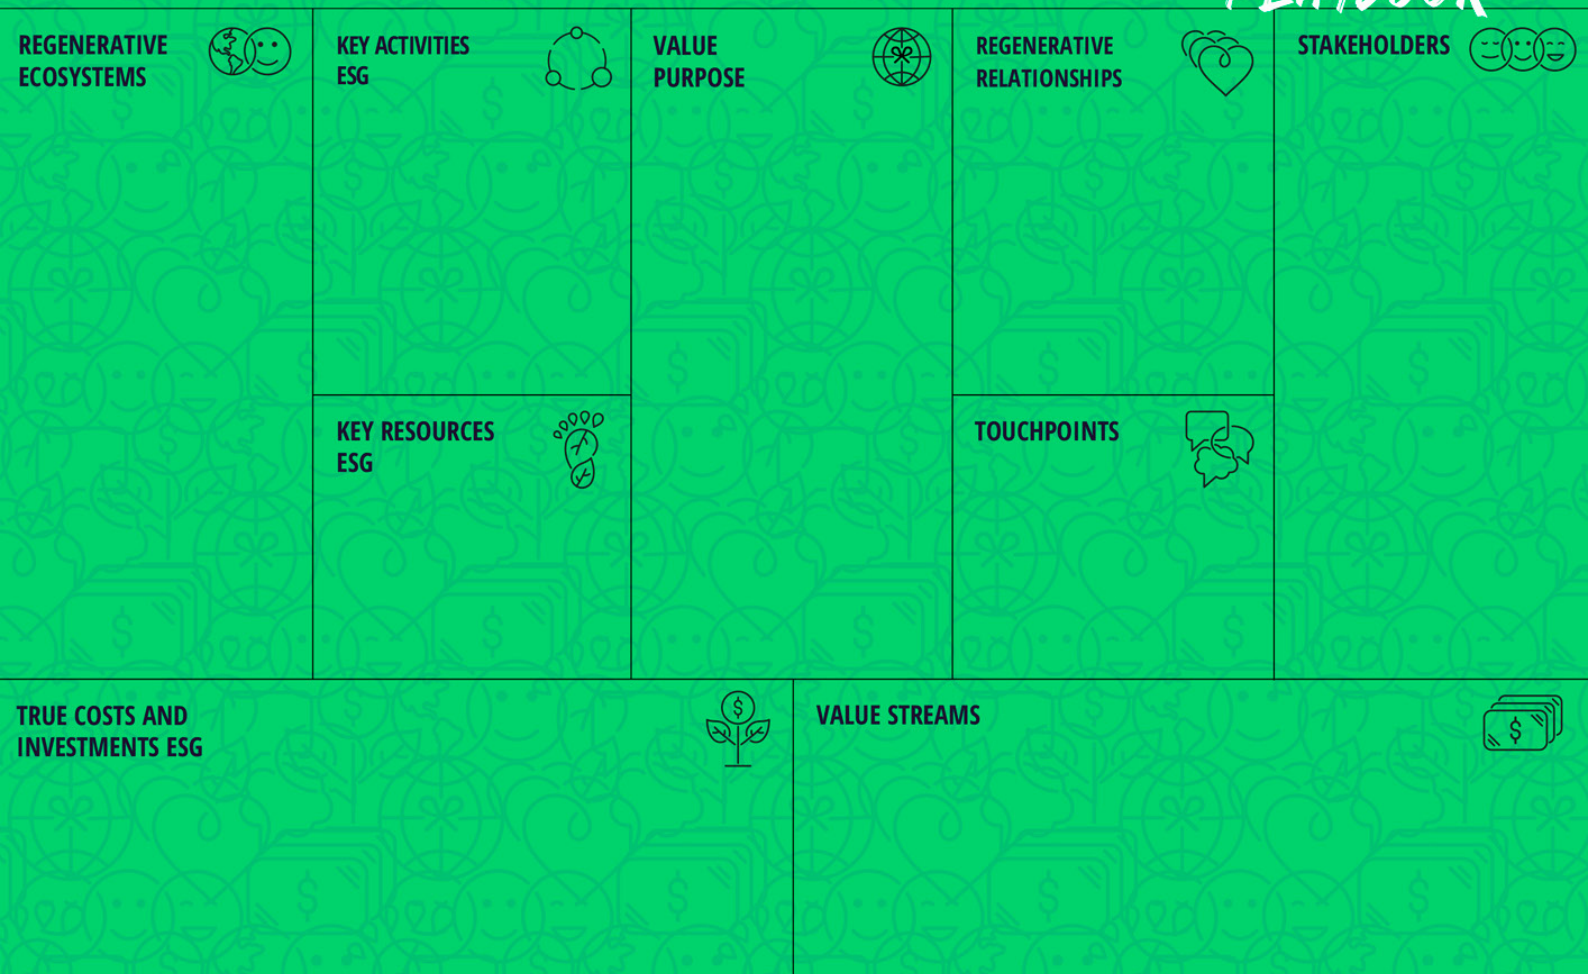 PLAYBOOK
REGENERATIVE
ECOSYSTEMS
KEY ACTIVITIES
ESG
VALUE
PURPOSE
REGENERATIVE
RELATIONSHIPS
STAKEHOLDERS
KEY RESOURCES
ESG
TOUCHPOINTS
TRUE COSTS AND
INVESTMENTS ESG
VALUE STREAMS